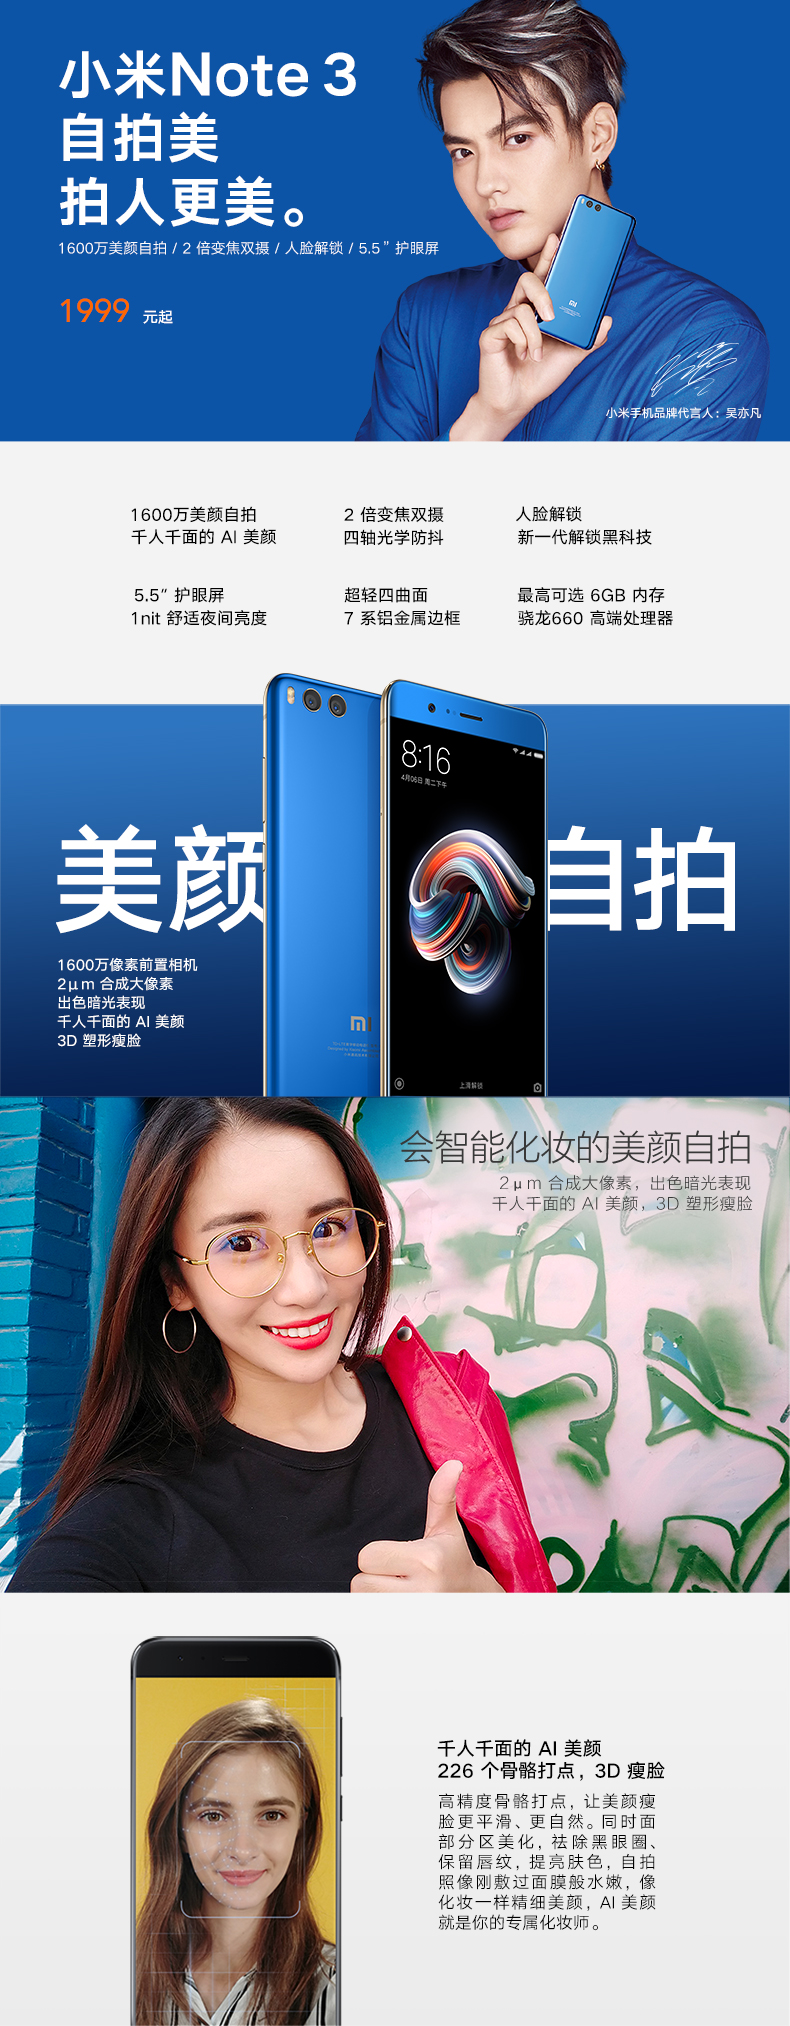 小米Note 3
自拍美
拍人更美。
1600万美颜自拍 / 2 倍变焦双摄 / 人脸解锁 / 5.5" 护眼屏
1999 元起
小米手机品牌代言人：吴亦凡
1600万美颜自拍
千人千面的 AI 美颜
2 倍变焦双摄
四轴光学防抖
人脸解锁
新一代解锁黑科技
5.5" 护眼屏
1nit 舒适夜间亮度
超轻四曲面
7 系铝金属边框
最高可选 6GB 内存
骁龙660 高端处理器
8:16
4月06日 周二下午
美颜自拍
1600万像素前置相机
2μm 合成大像素
出色暗光表现
千人千面的 AI 美颜
3D 塑形瘦脸
上滑解锁
会智能化妆的美颜自拍
2μm 合成大像素，出色暗光表现
千人千面的 AI 美颜，3D 塑形瘦脸
千人千面的 AI 美颜
226 个骨骼打点，3D 瘦脸
高精度骨骼打点，让美颜瘦
脸更平滑、更自然。同时面
部分区美化，祛除黑眼圈、
保留唇纹，提亮肤色，自拍
照像刚敷过面膜般水嫩，像
化妆一样精细美颜，AI 美颜
就是你的专属化妆师。